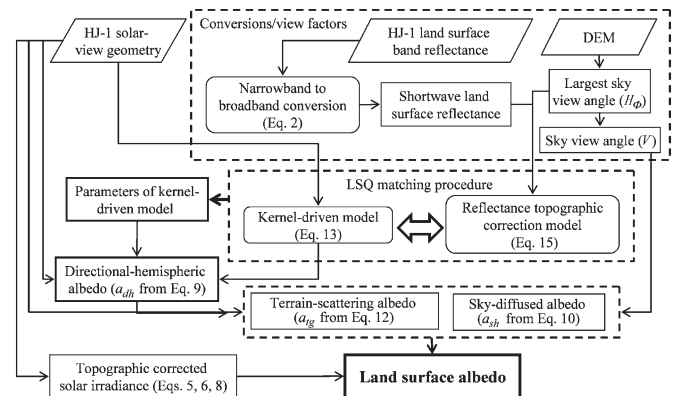 HJ-1 solar-
view geometry
Conversions/view factors
HJ-1 land surface
band reflectance
DEM
Narrowband to
broadband conversion
(Eq. 2)
Shortwave land
surface reflectance
Largest sky
view angle (H_Φ)
Sky view angle (V)
LSQ matching procedure
Parameters of kernel-
driven model
Kernel-driven model
(Eq. 13)
Reflectance topographic
correction model
(Eq. 15)
Directional-hemispheric
albedo (a_dh from Eq. 9)
Terrain-scattering albedo
(a_tg from Eq. 12)
Sky-diffused albedo
(a_sh from Eq. 10)
Topographic corrected
solar irradiance (Eqs. 5, 6, 8)
Land surface albedo